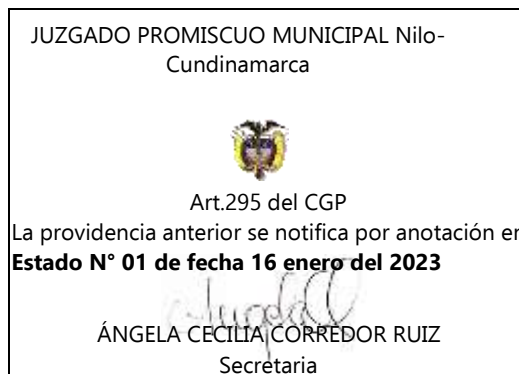 JUZGADO PROMISCUO MUNICIPAL Nilo-
Cundinamarca
Art.295 del CGP
La providencia anterior se notifica por anotación en
Estado N° 01 de fecha 16 enero del 2023
ÁNGELA CECILIA CORREDOR RUIZ
Secretaria